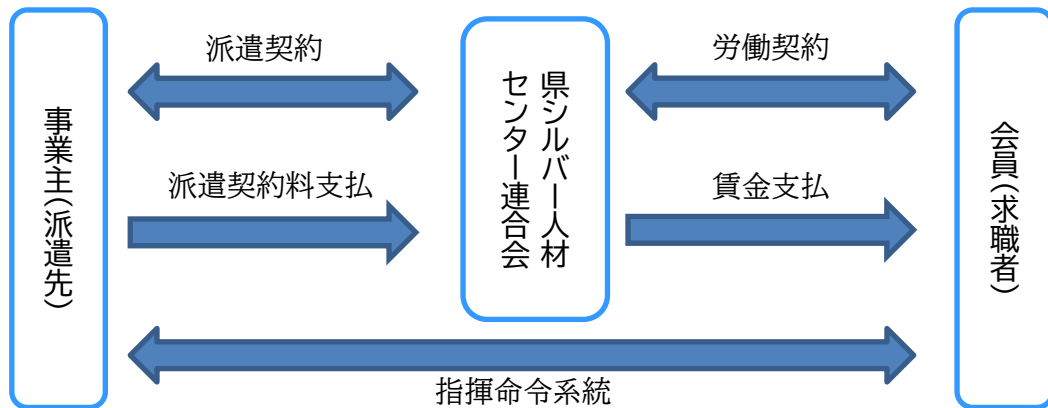 事業主(派遣先)
派遣契約
派遣契約料支払
県シルバー人材
センター連合会
労働契約
賃金支払
会員(求職者)
指揮命令系統